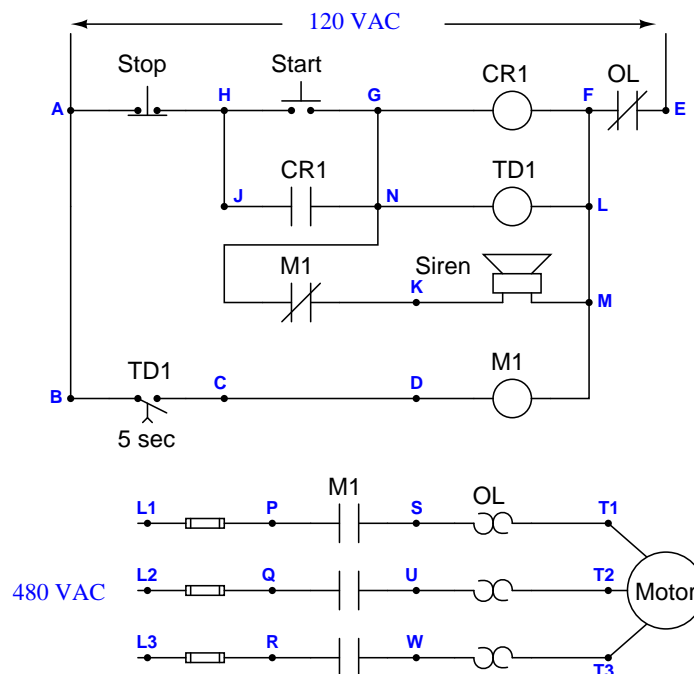 120 VAC
Stop
Start
CR1
OL
A
H
G
F
E
CR1
TD1
J
N
L
M1
Siren
K
M
TD1
M1
B
C
D
5 sec
M1
OL
L1
P
S
T1
480 VAC
L2
Q
U
T2
Motor
L3
R
W
T3